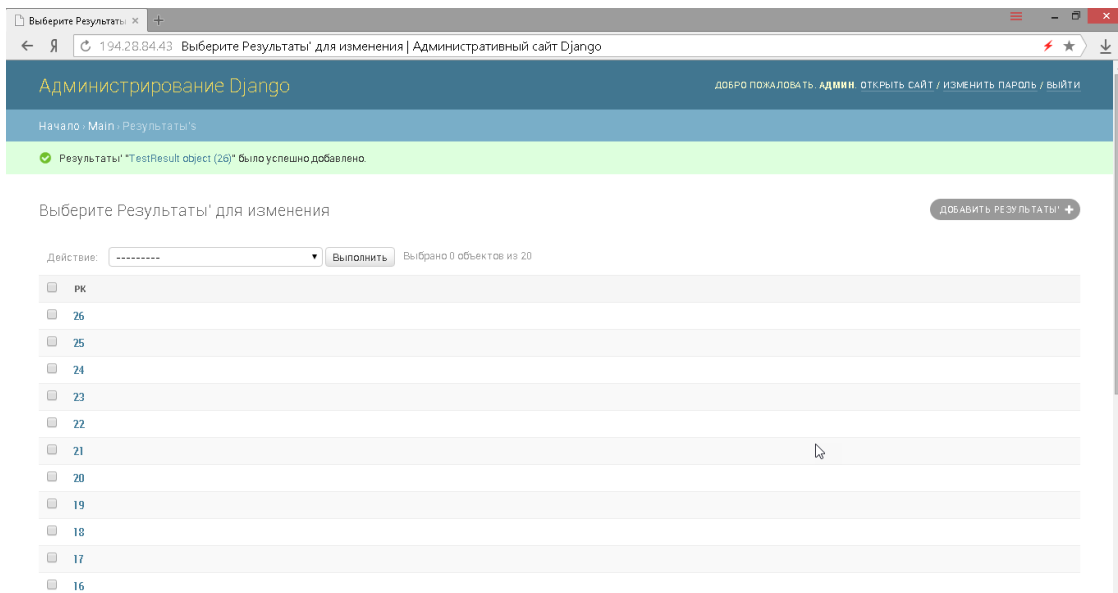 Выберите Результаты
194.28.84.43 Выберите Результаты' для изменения | Административный сайт Django
Администрирование Django
ДОБРО ПОЖАЛОВАТЬ, АДМИН. ОТКРЫТЬ САЙТ / ИЗМЕНИТЬ ПАРОЛЬ / ВЫЙТИ
Начало › Main › Результаты's
Результаты' "TestResult object (26)" было успешно добавлено.
Выберите Результаты' для изменения
ДОБАВИТЬ РЕЗУЛЬТАТЫ' +
Действие: --------- Выполнить Выбрано 0 объектов из 20
PK
26
25
24
23
22
21
20
19
18
17
16